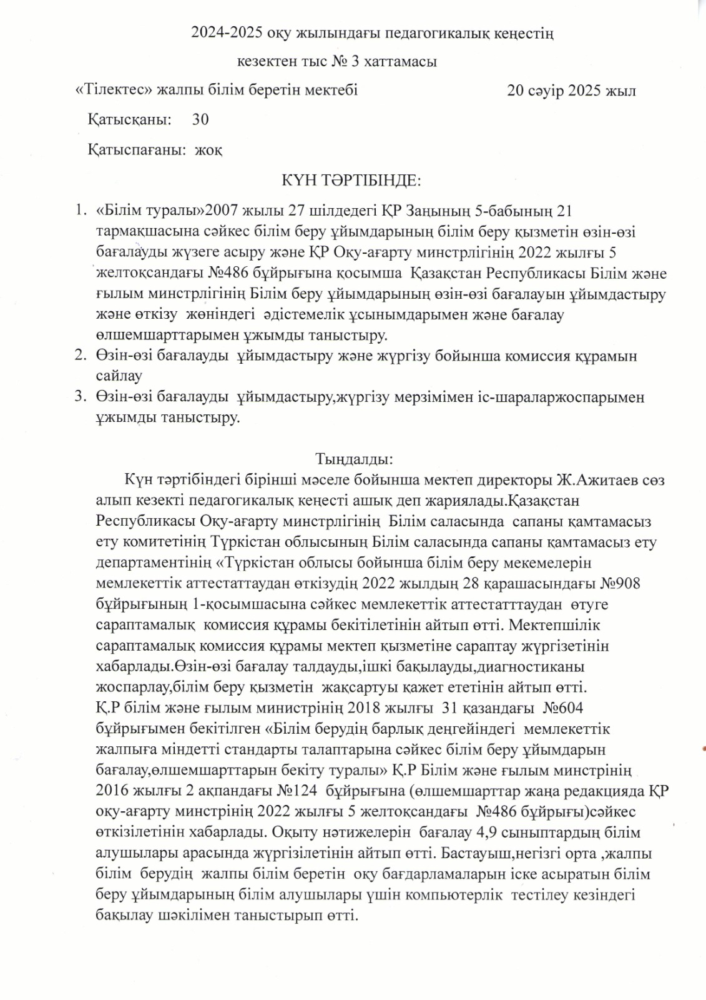 2024-2025 оқу жылындағы педагогикалық кеңестің
кезектен тыс № 3 хаттамасы
«Тілектес» жалпы білім беретін мектебі 20 сәуір 2025 жыл
Қатысқаны: 30
Қатыспағаны: жоқ
КҮН ТӘРТІБІНДЕ:
1. «Білім туралы»2007 жылы 27 шілдедегі ҚР Заңының 5-бабының 21
тармақшасына сәйкес білім беру ұйымдарының білім беру қызметін өзін-өзі
бағалауды жүзеге асыру және ҚР Оқу-ағарту минстрлігінің 2022 жылғы 5
желтоқсандағы №486 бұйрығына қосымша Қазақстан Республикасы Білім және
ғылым минстрлігінің Білім беру ұйымдарының өзін-өзі бағалауын ұйымдастыру
және өткізу жөніндегі әдістемелік ұсынымдарымен және бағалау
өлшемшарттарымен ұжымды таныстыру.
2. Өзін-өзі бағалауды ұйымдастыру және жүргізу бойынша комиссия құрамын
сайлау
3. Өзін-өзі бағалауды ұйымдастыру,жүргізу мерзімімен іс-шараларжоспарымен
ұжымды таныстыру.
Тыңдалды:
Күн тәртібіндегі бірінші мәселе бойынша мектеп директоры Ж.Ажитаев сөз
алып кезекті педагогикалық кеңесті ашық деп жариялады.Қазақстан
Республикасы Оқу-ағарту минстрлігінің Білім саласында сапаны қамтамасыз
ету комитетінің Түркістан облысының Білім саласында сапаны қамтамасыз ету
департаментінің «Түркістан облысы бойынша білім беру мекемелерін
мемлекеттік аттестаттаудан өткізудің 2022 жылдың 28 қарашасындағы №908
бұйрығының 1-қосымшасына сәйкес мемлекеттік аттестатттаудан өтуге
сараптамалық комиссия құрамы бекітілетінін айтып өтті. Мектепшілік
сараптамалық комиссия құрамы мектеп қызметіне сараптау жүргізетінін
хабарлады.Өзін-өзі бағалау талдауды,ішкі бақылауды,диагностиканы
жоспарлау,білім беру қызметін жақсартуы қажет ететінін айтып өтті.
Қ.Р білім және ғылым министрінің 2018 жылғы 31 қазандағы №604
бұйрығымен бекітілген «Білім берудің барлық деңгейіндегі мемлекеттік
жалпыға міндетті стандарты талаптарына сәйкес білім беру ұйымдарын
бағалау,өлшемшарттарын бекіту туралы» Қ.Р Білім және ғылым минстрінің
2016 жылғы 2 ақпандағы №124 бұйрығына (өлшемшарттар жаңа редакцияда ҚР
оқу-ағарту минстрінің 2022 жылғы 5 желтоқсандағы №486 бұйрығы)сәйкес
өткізілетінін хабарлады. Оқыту нәтижелерін бағалау 4,9 сыныптардың білім
алушылары арасында жүргізілетінін айтып өтті. Бастауыш,негізгі орта ,жалпы
білім берудің жалпы білім беретін оқу бағдарламаларын іске асыратын білім
беру ұйымдарының білім алушылары үшін компьютерлік тестілеу кезіндегі
бақылау шәкілімен таныстырып өтті.